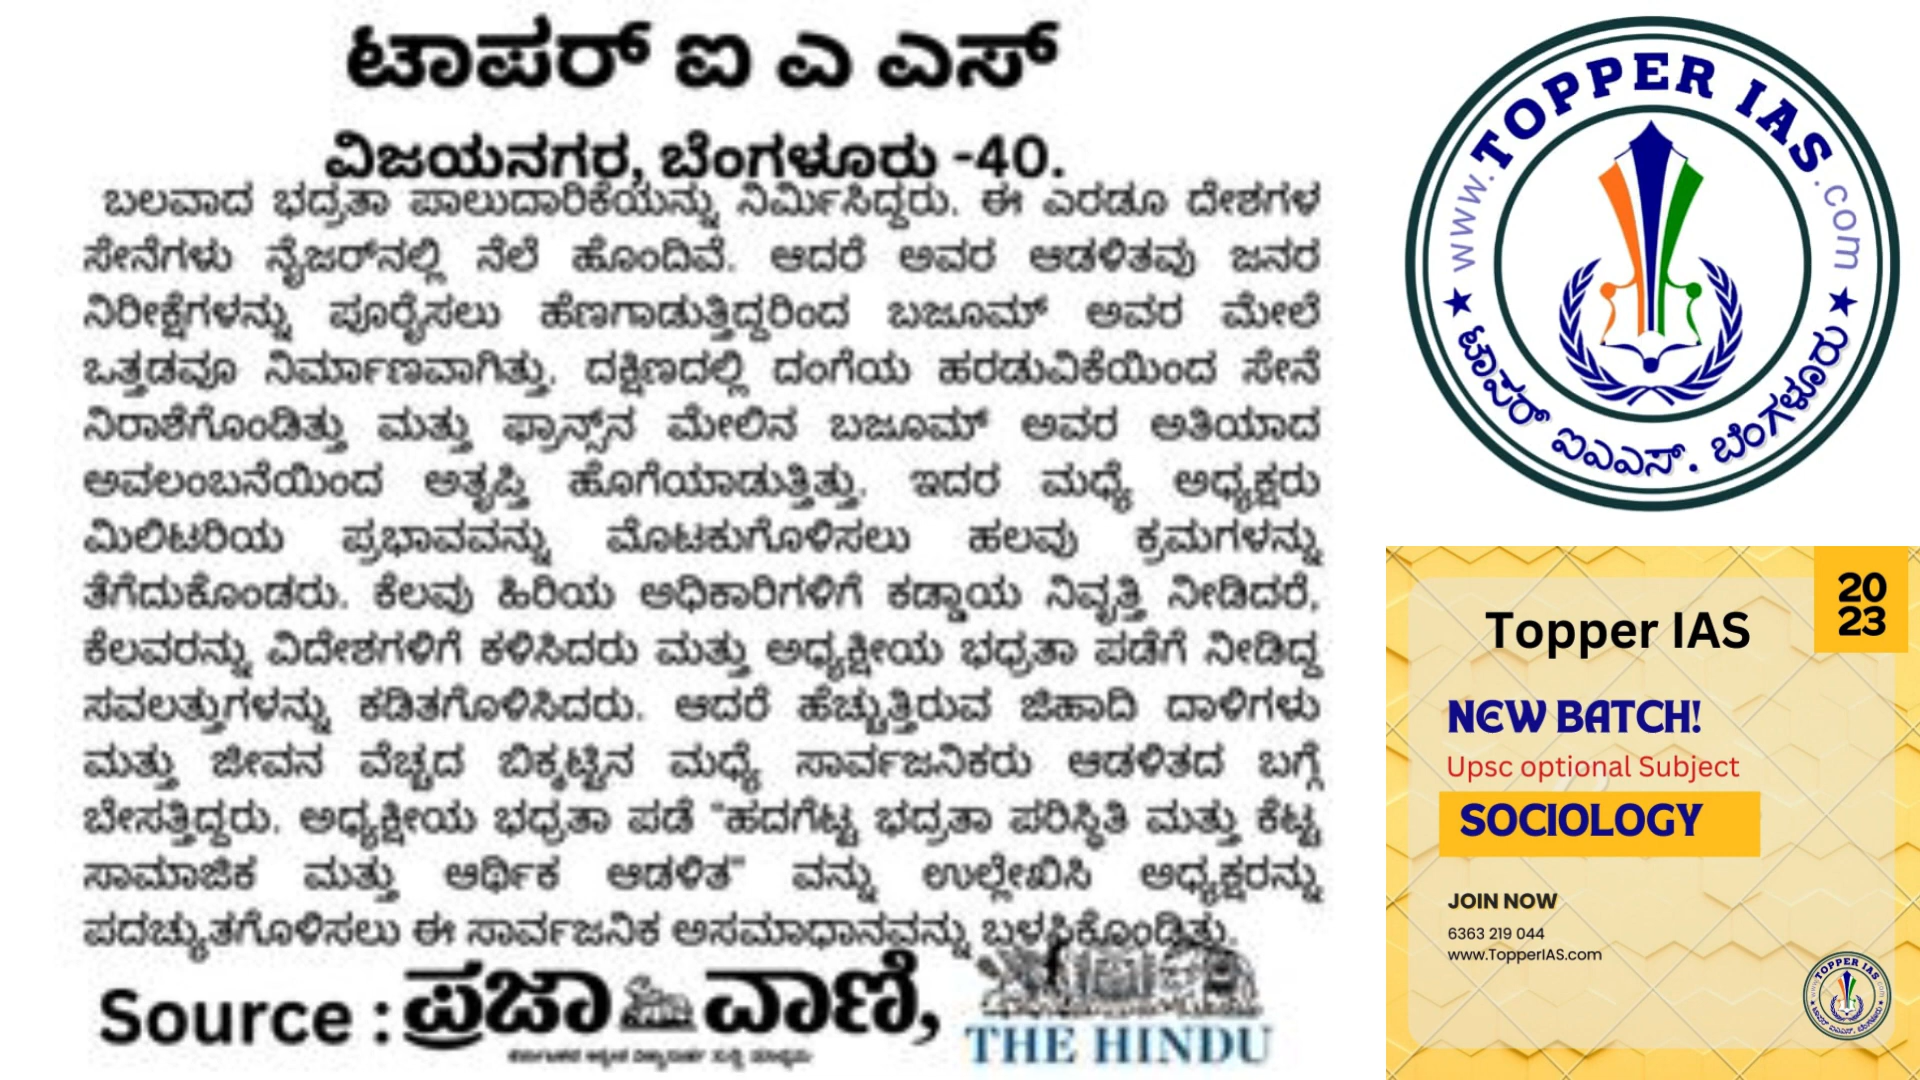 ಟಾಪರ್ ಐ ಎ ಎಸ್
ವಿಜಯನಗರ, ಬೆಂಗಳೂರು -40.
ಬಲವಾದ ಭದ್ರತಾ ಪಾಲುದಾರಿಕೆಯನ್ನು ನಿರ್ಮಿಸಿದ್ದರು. ಈ ಎರಡೂ ದೇಶಗಳ
ಸೇನೆಗಳು ನೈಜರ್‌ನಲ್ಲಿ ನೆಲೆ ಹೊಂದಿವೆ. ಆದರೆ ಅವರ ಆಡಳಿತವು ಜನರ
ನಿರೀಕ್ಷೆಗಳನ್ನು ಪೂರೈಸಲು ಹೆಣಗಾಡುತ್ತಿದ್ದರಿಂದ ಬಜೂಮ್ ಅವರ ಮೇಲೆ
ಒತ್ತಡವೂ ನಿರ್ಮಾಣವಾಗಿತ್ತು. ದಕ್ಷಿಣದಲ್ಲಿ ದಂಗೆಯ ಹರಡುವಿಕೆಯಿಂದ ಸೇನೆ
ನಿರಾಶೆಗೊಂಡಿತ್ತು ಮತ್ತು ಫ್ರಾನ್ಸ್‌ನ ಮೇಲಿನ ಬಜೂಮ್ ಅವರ ಅತಿಯಾದ
ಅವಲಂಬನೆಯಿಂದ ಅತೃಪ್ತಿ ಹೊಗೆಯಾಡುತ್ತಿತ್ತು. ಇದರ ಮಧ್ಯೆ ಅಧ್ಯಕ್ಷರು
ಮಿಲಿಟರಿಯ ಪ್ರಭಾವವನ್ನು ಮೊಟಕುಗೊಳಿಸಲು ಹಲವು ಕ್ರಮಗಳನ್ನು
ತೆಗೆದುಕೊಂಡರು. ಕೆಲವು ಹಿರಿಯ ಅಧಿಕಾರಿಗಳಿಗೆ ಕಡ್ಡಾಯ ನಿವೃತ್ತಿ ನೀಡಿದರೆ,
ಕೆಲವರನ್ನು ವಿದೇಶಗಳಿಗೆ ಕಳಿಸಿದರು ಮತ್ತು ಅಧ್ಯಕ್ಷೀಯ ಭಧ್ರತಾ ಪಡೆಗೆ ನೀಡಿದ್ದ
ಸವಲತ್ತುಗಳನ್ನು ಕಡಿತಗೊಳಿಸಿದರು. ಆದರೆ ಹೆಚ್ಚುತ್ತಿರುವ ಜಿಹಾದಿ ದಾಳಿಗಳು
ಮತ್ತು ಜೀವನ ವೆಚ್ಚದ ಬಿಕ್ಕಟ್ಟಿನ ಮಧ್ಯೆ ಸಾರ್ವಜನಿಕರು ಆಡಳಿತದ ಬಗ್ಗೆ
ಬೇಸತ್ತಿದ್ದರು. ಅಧ್ಯಕ್ಷೀಯ ಭಧ್ರತಾ ಪಡೆ "ಹದಗೆಟ್ಟ ಭದ್ರತಾ ಪರಿಸ್ಥಿತಿ ಮತ್ತು ಕೆಟ್ಟ
ಸಾಮಾಜಿಕ ಮತ್ತು ಆರ್ಥಿಕ ಆಡಳಿತ" ವನ್ನು ಉಲ್ಲೇಖಿಸಿ ಅಧ್ಯಕ್ಷರನ್ನು
ಪದಚ್ಯುತಗೊಳಿಸಲು ಈ ಸಾರ್ವಜನಿಕ ಅಸಮಾಧಾನವನ್ನು ಬಳಸಿಕೊಂಡಿತ್ತು.
Source : ಪ್ರಜಾವಾಣಿ, THE HINDU
www.TOPPER IAS.com
ಟಾಪರ್ ಐಎಎಸ್. ಬೆಂಗಳೂರು
20
23
Topper IAS
NEW BATCH!
Upsc optional Subject
SOCIOLOGY
JOIN NOW
6363 219 044
www.TopperIAS.com
TOPPER IAS